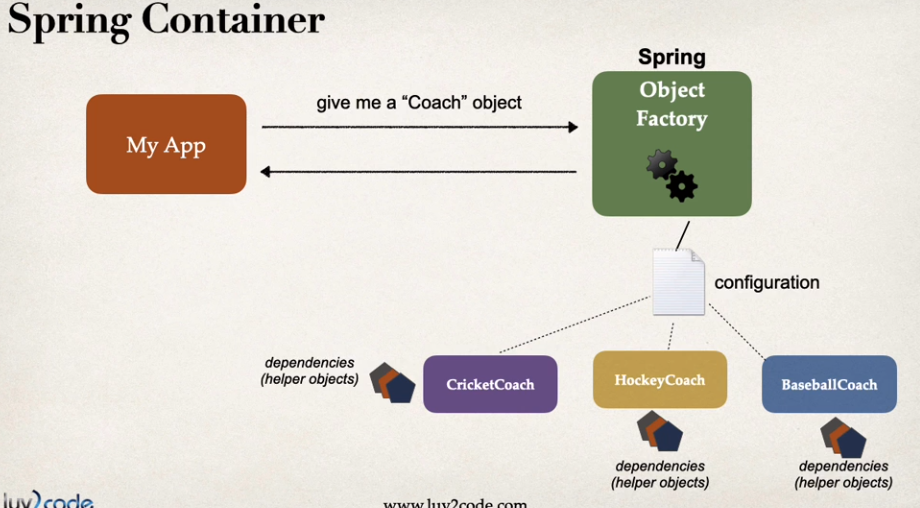 Spring Container
Spring
Object
Factory
give me a “Coach” object
My App
configuration
dependencies
(helper objects)
CricketCoach
HockeyCoach
BaseballCoach
dependencies
(helper objects)
dependencies
(helper objects)
luv2code
www.luv2code.com